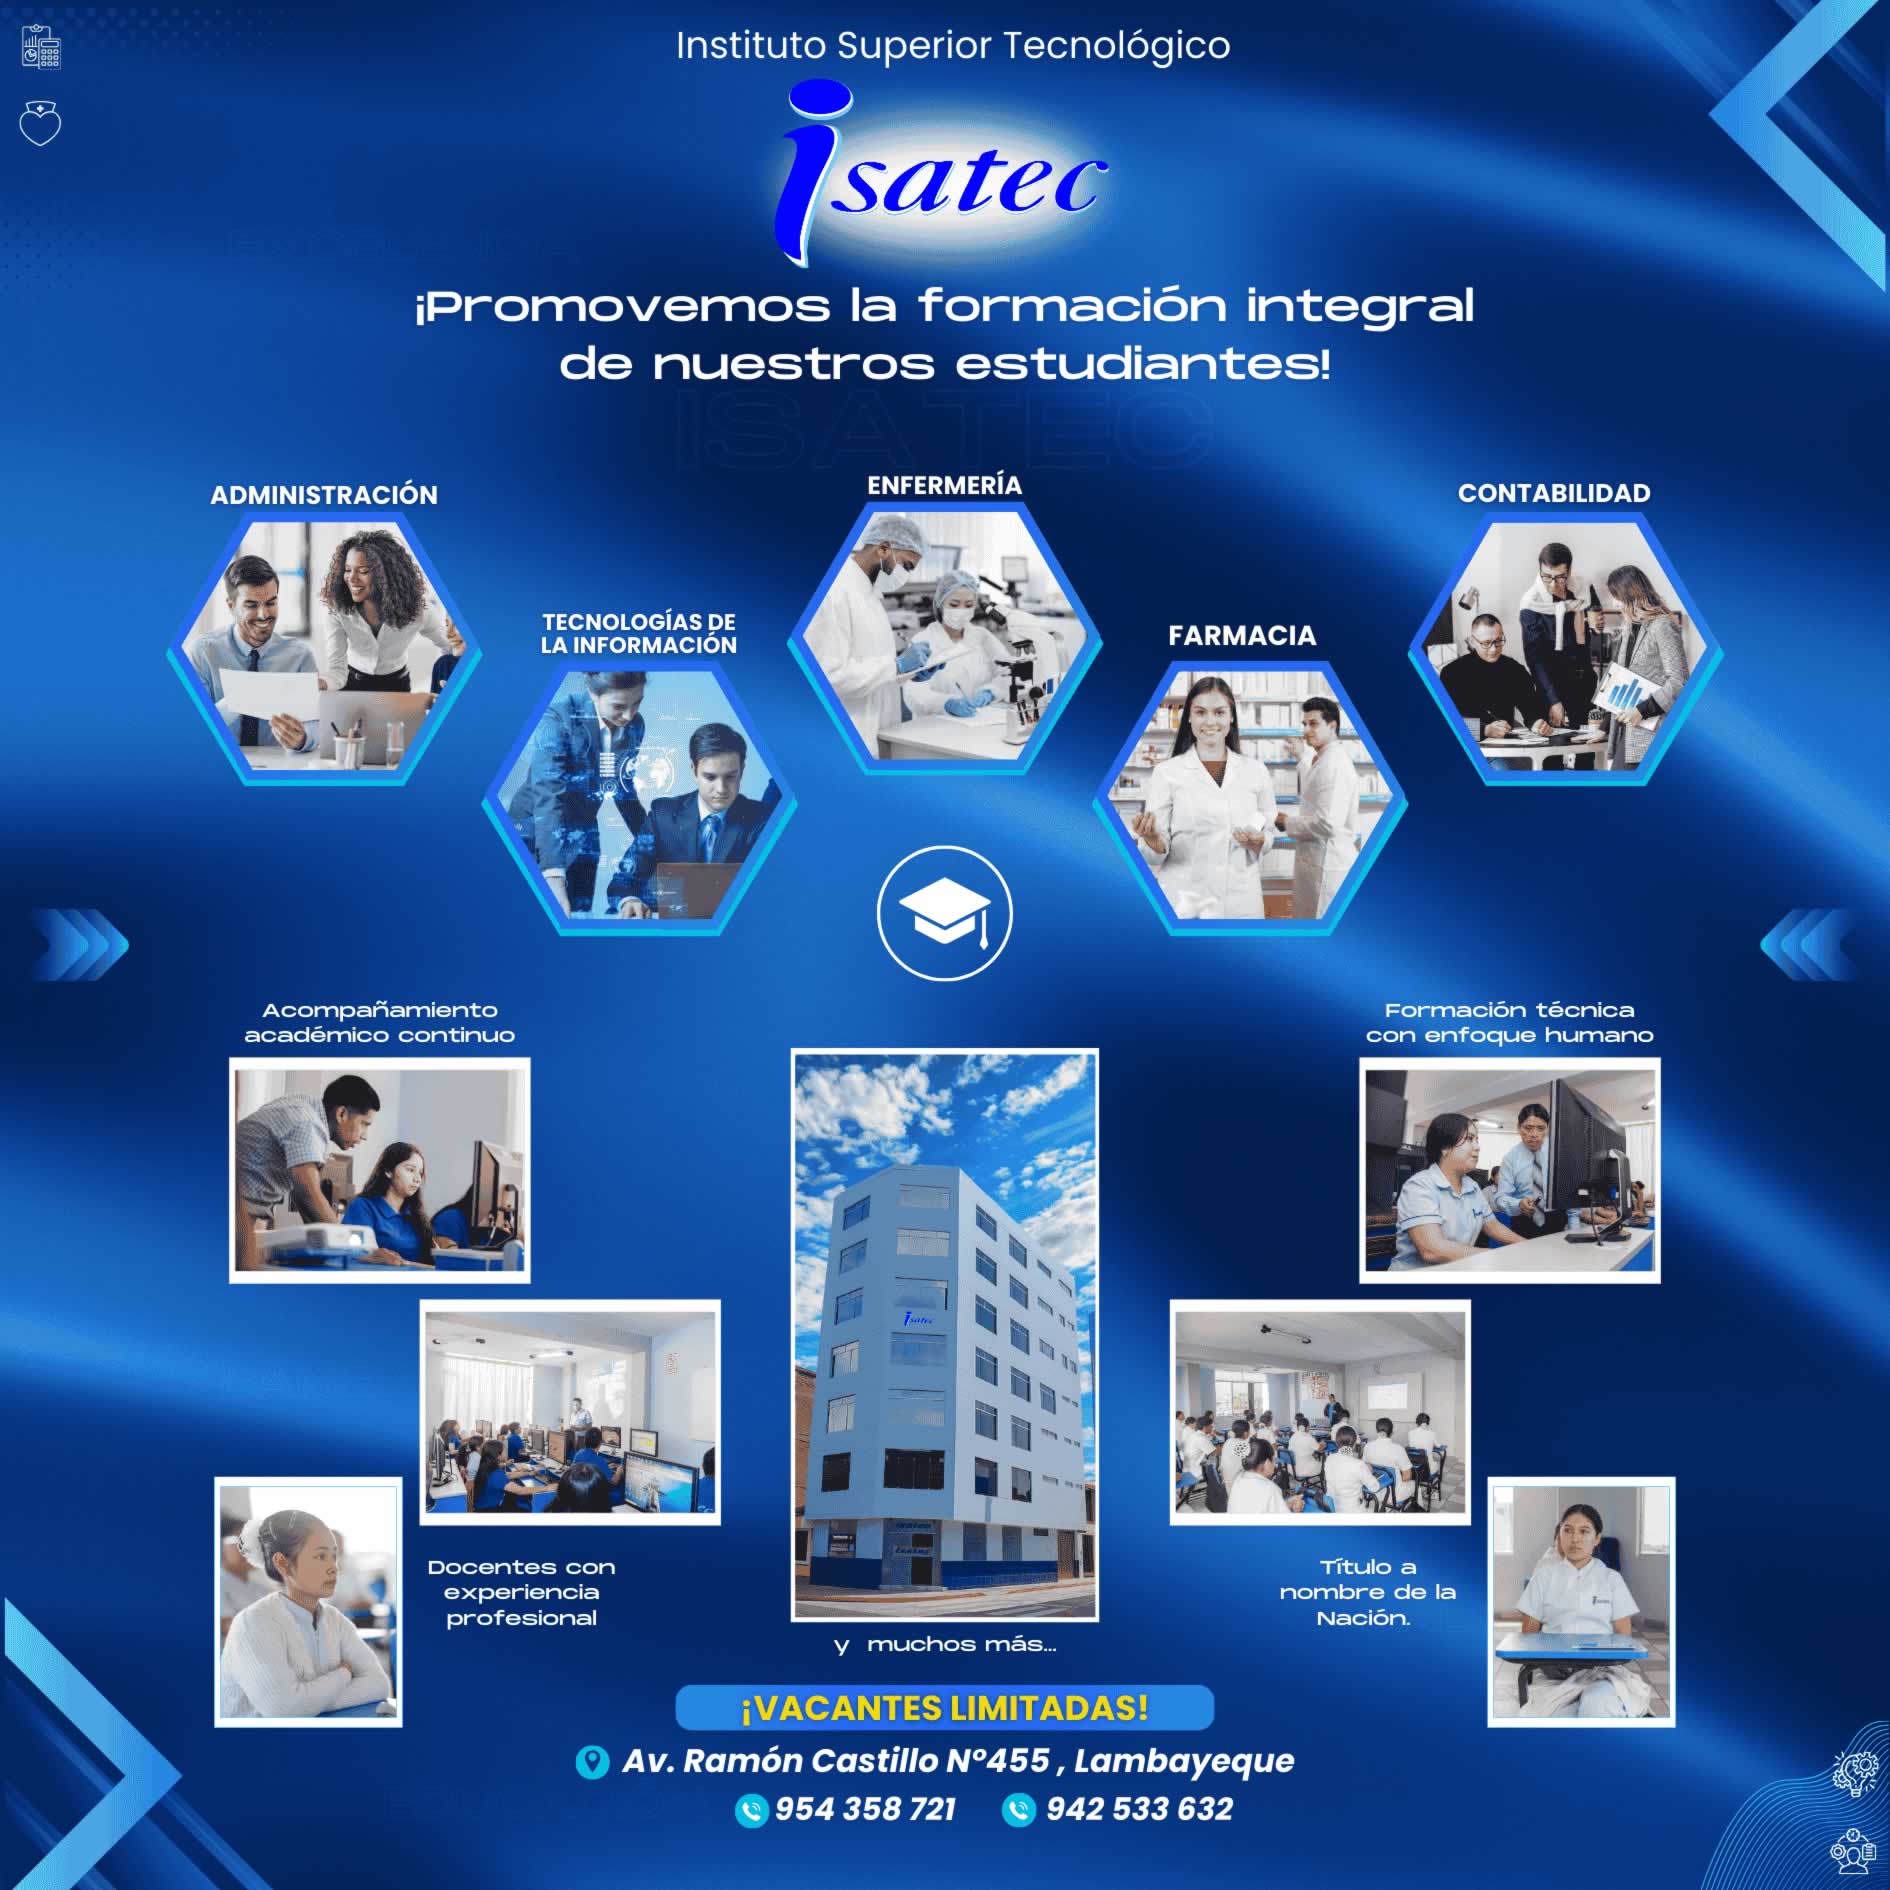 Instituto Superior Tecnológico
isatec
¡Promovemos la formación integral
de nuestros estudiantes!
ISATEC
ADMINISTRACIÓN
ENFERMERÍA
CONTABILIDAD
TECNOLOGÍAS DE
LA INFORMACIÓN
FARMACIA
Acompañamiento
académico continuo
Formación técnica
con enfoque humano
isatec
Docentes con
experiencia
profesional
Título a
nombre de la
Nación.
y muchos más...
¡VACANTES LIMITADAS!
Av. Ramón Castillo N°455 , Lambayeque
954 358 721
942 533 632